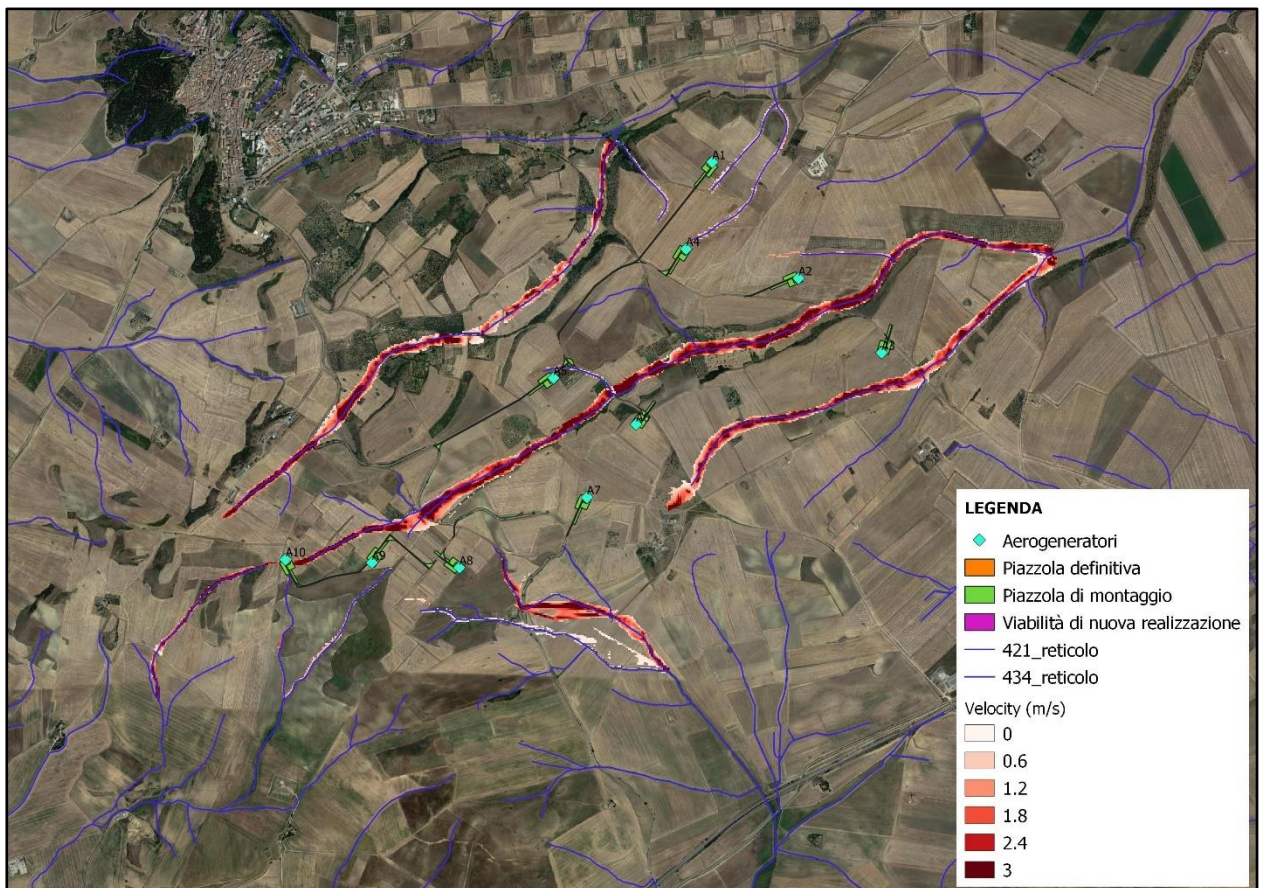 A1
A4
A2
A7
A10
A8
LEGENDA
Aerogeneratori
Piazzola definitiva
Piazzola di montaggio
Viabilità di nuova realizzazione
421_reticolo
434_reticolo
Velocity (m/s)
0
0.6
1.2
1.8
2.4
3